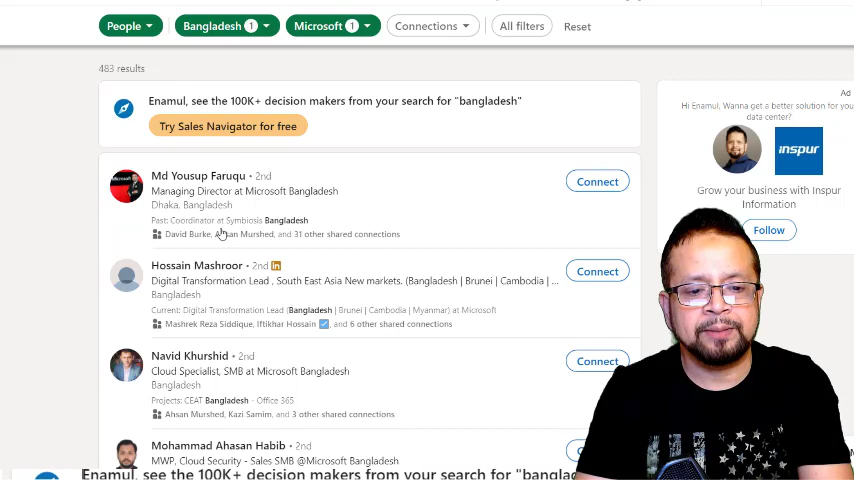 People
Bangladesh 1
Microsoft 1
Connections
All filters
Reset
483 results
Enamul, see the 100K+ decision makers from your search for "bangladesh"
Try Sales Navigator for free
Md Yousup Faruqu • 2nd
Managing Director at Microsoft Bangladesh
Dhaka, Bangladesh
Past: Coordinator at Symbiosis Bangladesh
David Burke, Ahsan Murshed, and 31 other shared connections
Connect
Hossain Mashroor • 2nd in
Digital Transformation Lead , South East Asia New markets. (Bangladesh | Brunei | Cambodia | ...
Bangladesh
Current: Digital Transformation Lead (Bangladesh | Brunei | Cambodia | Myanmar) at Microsoft
Mashrek Reza Siddique, Iftikhar Hossain ☑, and 6 other shared connections
Connect
Navid Khurshid • 2nd
Cloud Specialist, SMB at Microsoft Bangladesh
Bangladesh
Projects: CEAT Bangladesh - Office 365
Ahsan Murshed, Kazi Samim, and 3 other shared connections
Connect
Mohammad Ahasan Habib • 2nd
MWP, Cloud Security - Sales SMB @Microsoft Bangladesh
Enamul, see the 100K+ decision makers from your search for "banglad
Ad
Hi Enamul, Wanna get a better solution for you
data center?
inspur
Grow your business with Inspur
Information
Follow